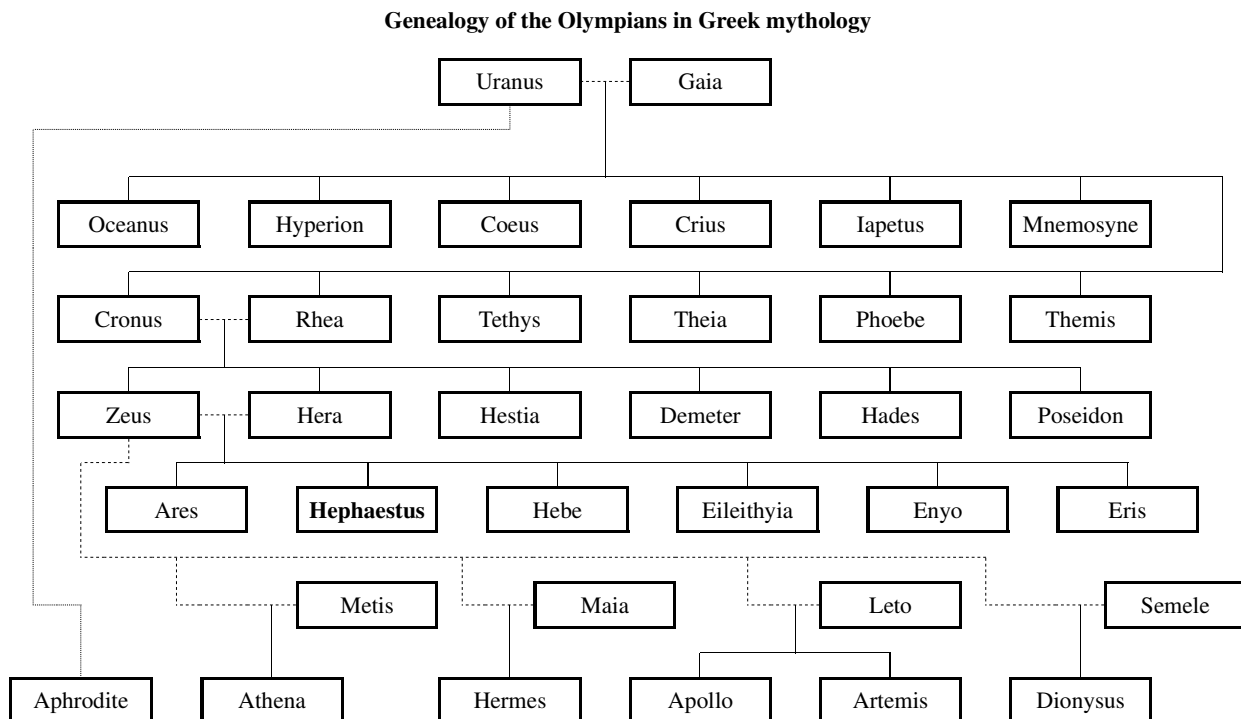 Genealogy of the Olympians in Greek mythology
Uranus Gaia
Oceanus Hyperion Coeus Crius Iapetus Mnemosyne
Cronus Rhea Tethys Theia Phoebe Themis
Zeus Hera Hestia Demeter Hades Poseidon
Ares Hephaestus Hebe Eileithyia Enyo Eris
Metis Maia Leto Semele
Aphrodite Athena Hermes Apollo Artemis Dionysus